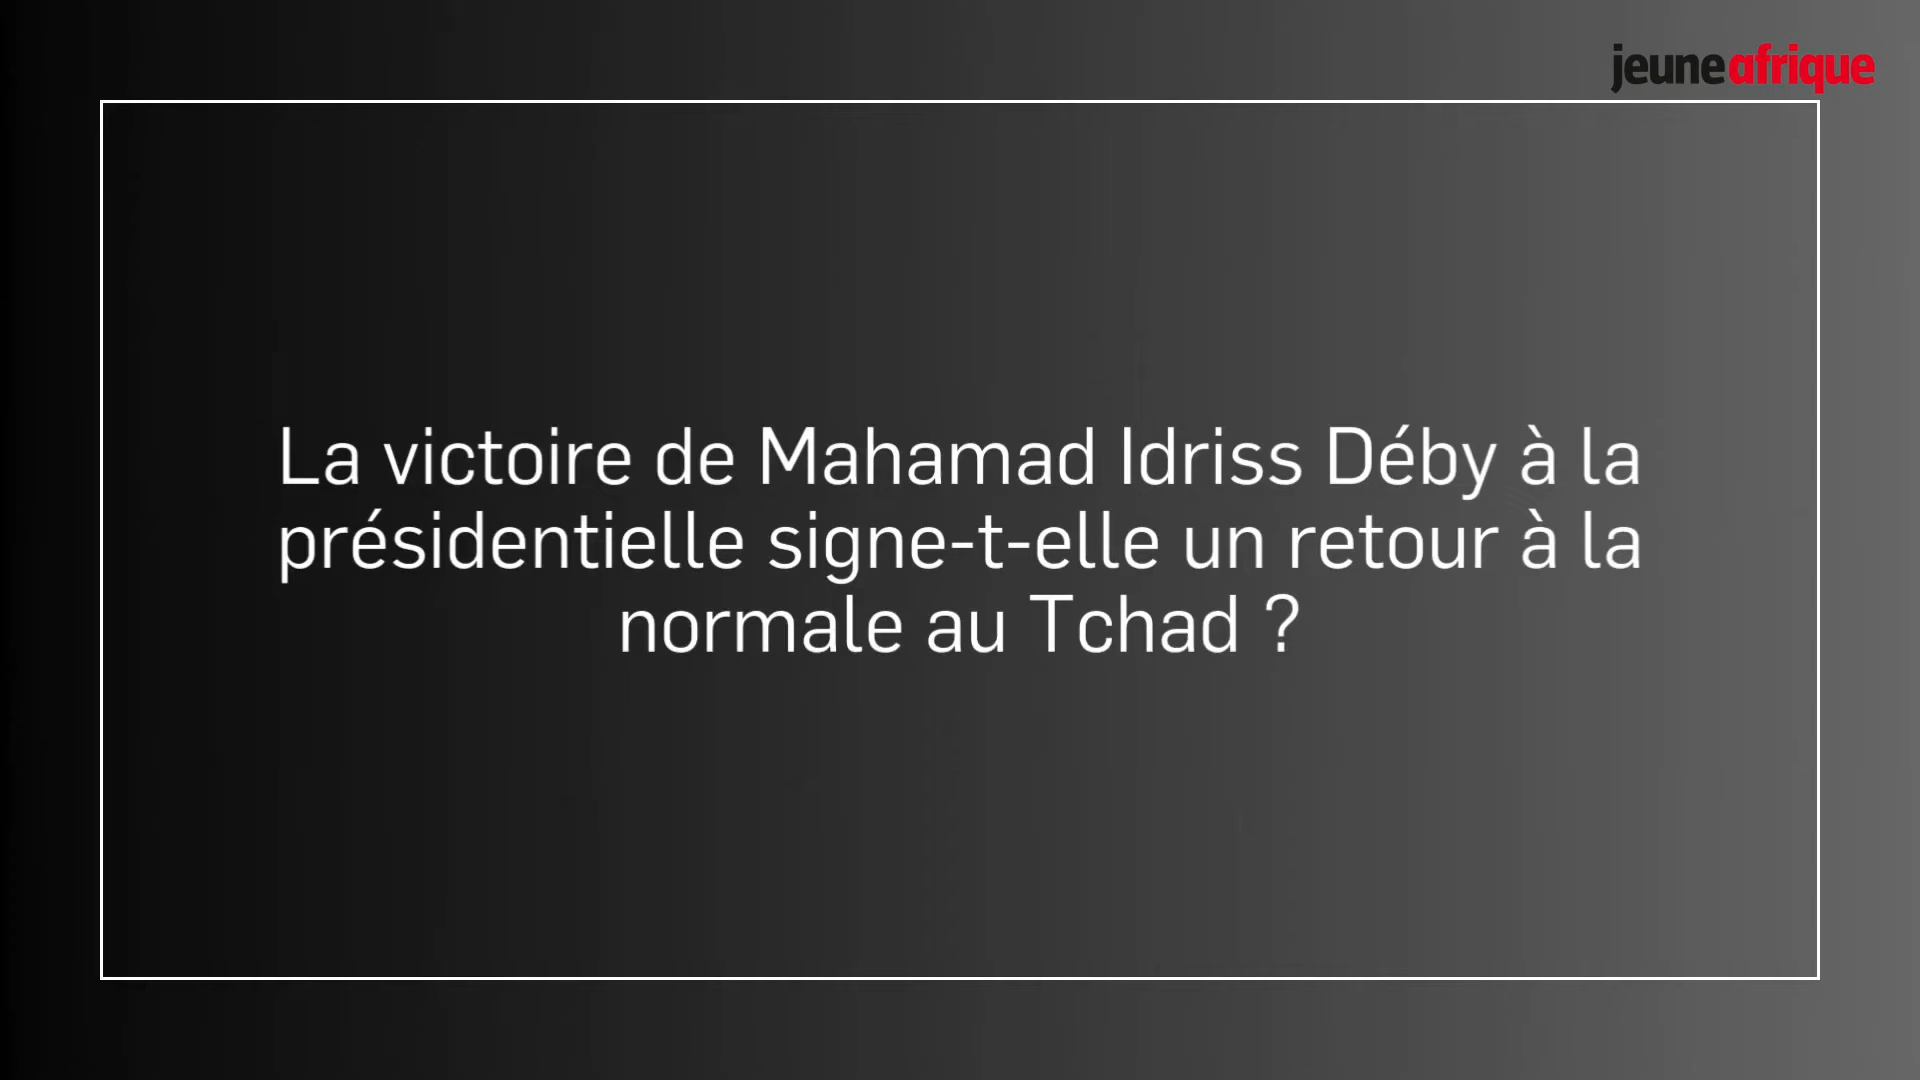 jeuneafrique
La victoire de Mahamad Idriss Déby à la
présidentielle signe-t-elle un retour à la
normale au Tchad ?